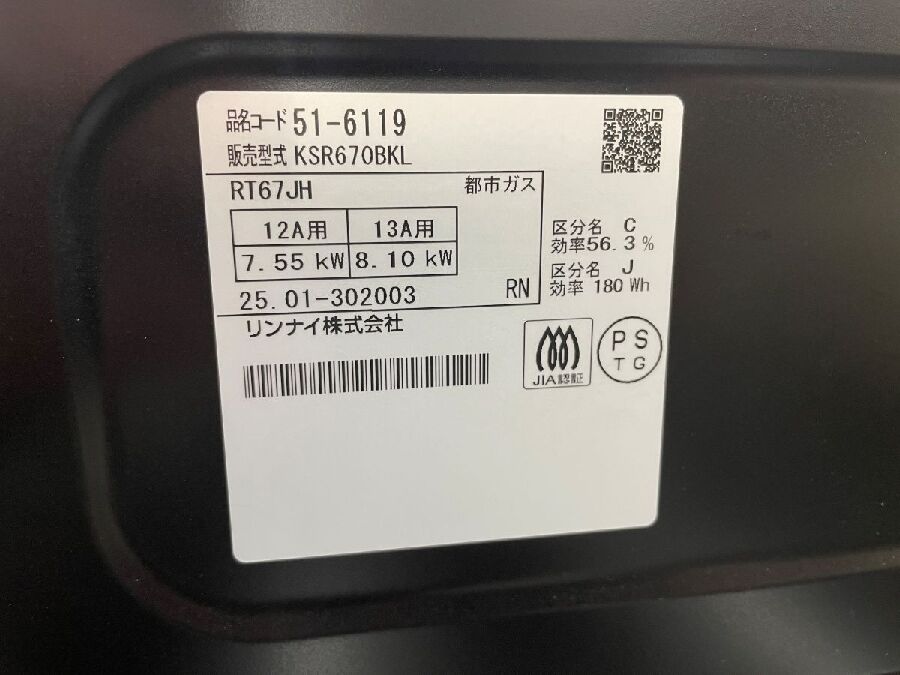 品名コード 51-6119
販売型式 KSR670BKL
RT67JH 都市ガス
12A用 13A用
7.55 kW 8.10 kW
25.01-302003 RN
リンナイ株式会社
区分名 C
効率56.3 %
区分名 J
効率 180 Wh
JIA認証
PS
TG